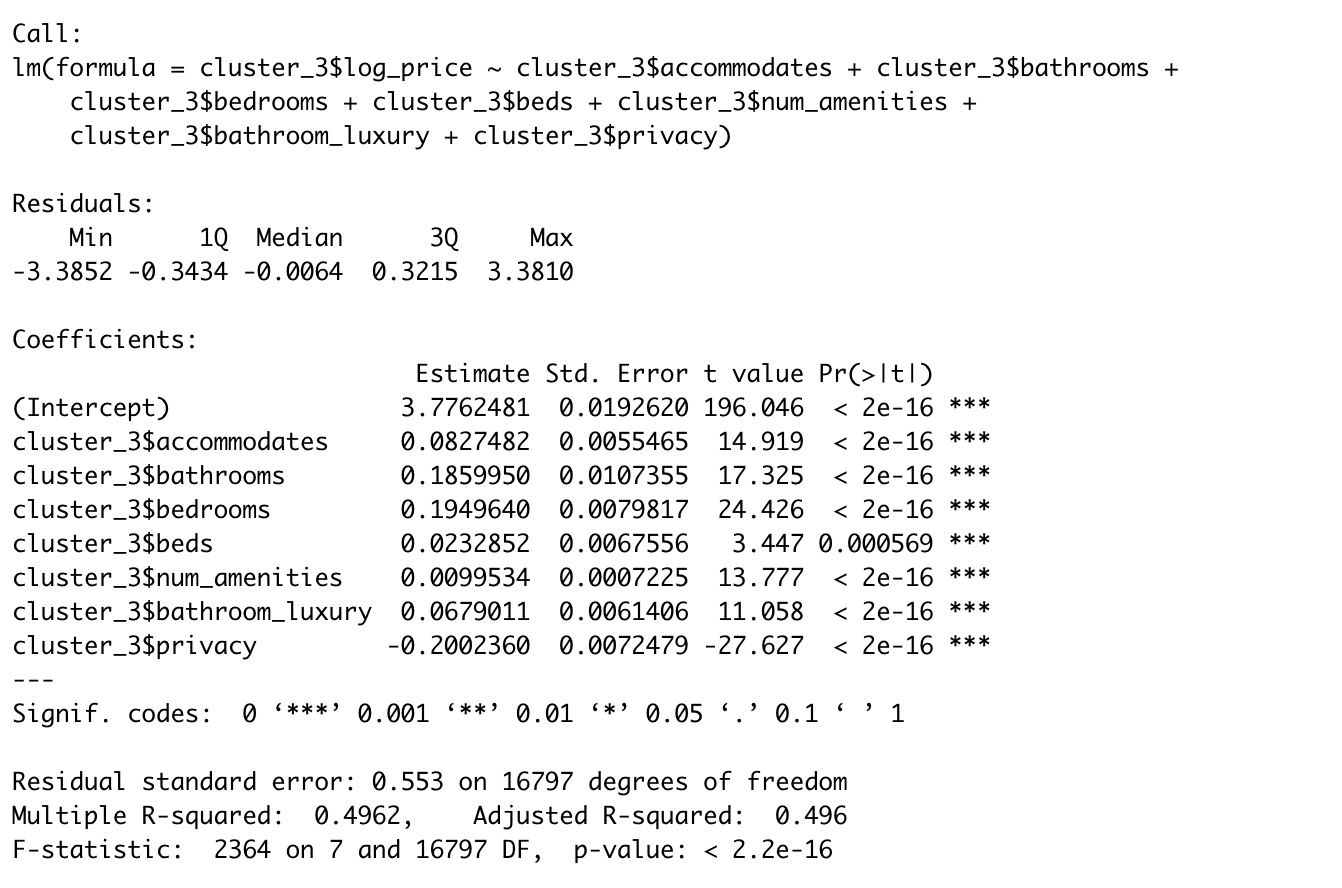 Call:
lm(formula = cluster_3$log_price ~ cluster_3$accommodates + cluster_3$bathrooms +
    cluster_3$bedrooms + cluster_3$beds + cluster_3$num_amenities +
    cluster_3$bathroom_luxury + cluster_3$privacy)

Residuals:
    Min      1Q  Median      3Q     Max
-3.3852 -0.3434 -0.0064  0.3215  3.3810

Coefficients:
                            Estimate Std. Error t value Pr(>|t|)
(Intercept)                3.7762481  0.0192620 196.046  < 2e-16 ***
cluster_3$accommodates     0.0827482  0.0055465  14.919  < 2e-16 ***
cluster_3$bathrooms        0.1859950  0.0107355  17.325  < 2e-16 ***
cluster_3$bedrooms         0.1949640  0.0079817  24.426  < 2e-16 ***
cluster_3$beds             0.0232852  0.0067556   3.447 0.000569 ***
cluster_3$num_amenities    0.0099534  0.0007225  13.777  < 2e-16 ***
cluster_3$bathroom_luxury  0.0679011  0.0061406  11.058  < 2e-16 ***
cluster_3$privacy         -0.2002360  0.0072479 -27.627  < 2e-16 ***
---
Signif. codes:  0 ‘***’ 0.001 ‘**’ 0.01 ‘*’ 0.05 ‘.’ 0.1 ‘ ’ 1

Residual standard error: 0.553 on 16797 degrees of freedom
Multiple R-squared:  0.4962,    Adjusted R-squared:  0.496
F-statistic:  2364 on 7 and 16797 DF,  p-value: < 2.2e-16